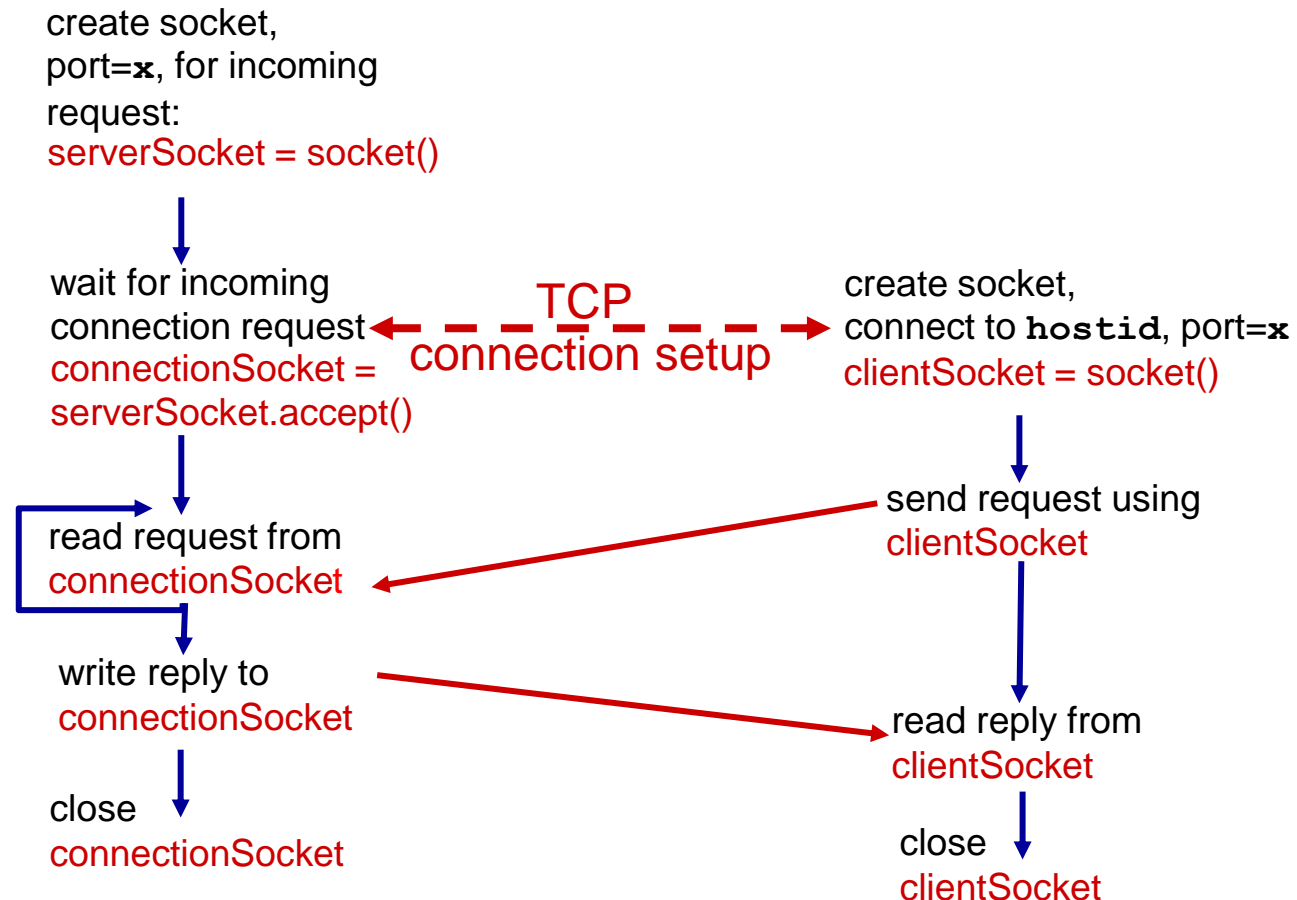 create socket,
port=x, for incoming
request:
serverSocket = socket()
wait for incoming
connection request
connectionSocket =
serverSocket.accept()
TCP
connection setup
create socket,
connect to hostid, port=x
clientSocket = socket()
read request from
connectionSocket
send request using
clientSocket
write reply to
connectionSocket
read reply from
clientSocket
close
connectionSocket
close
clientSocket